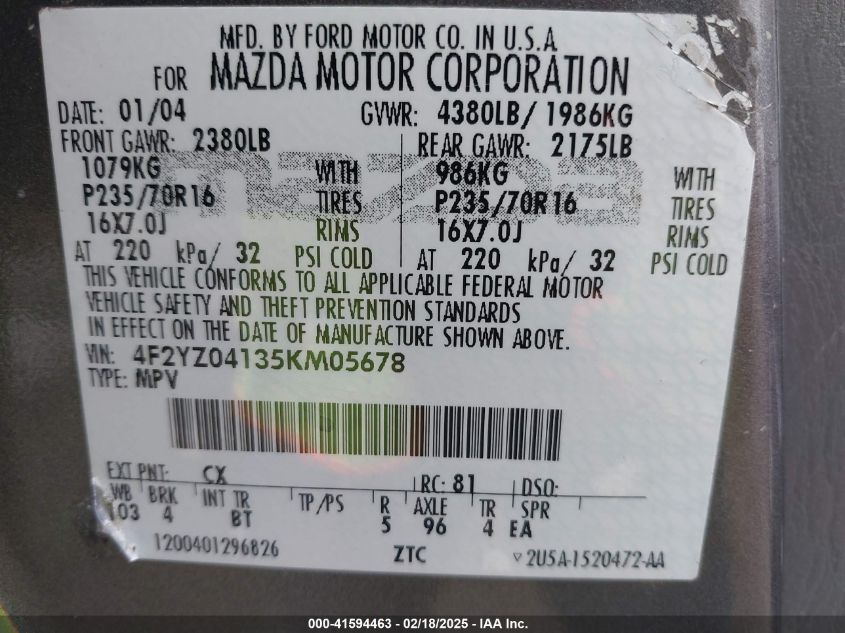 MFD. BY FORD MOTOR CO. IN U.S.A
FOR MAZDA MOTOR CORPORATION
DATE: 01/04 GVWR: 4380LB/ 1986KG
FRONT GAWR: 2380LB REAR GAWR: 2175LB
1079KG WITH 986KG WITH
P235/70R16 TIRES P235/70R16 TIRES
16X7.0J RIMS 16X7.0J RIMS
AT 220 kPa/ 32 PSI COLD AT 220 kPa/ 32 PSI COLD
mazda
THIS VEHICLE CONFORMS TO ALL APPLICABLE FEDERAL MOTOR
VEHICLE SAFETY AND THEFT PREVENTION STANDARDS
IN EFFECT ON THE DATE OF MANUFACTURE SHOWN ABOVE.
VIN: 4F2YZ04135KM05678
TYPE: MPV
EXT PNT: CX RC: 81 DSO:
WB BRK INT TR TP/PS R AXLE TR SPR
103 4 BT 5 96 4 EA
1200401296826 ZTC ▿ 2U5A-1520472-AA
000-41594463 - 02/18/2025 - IAA Inc.